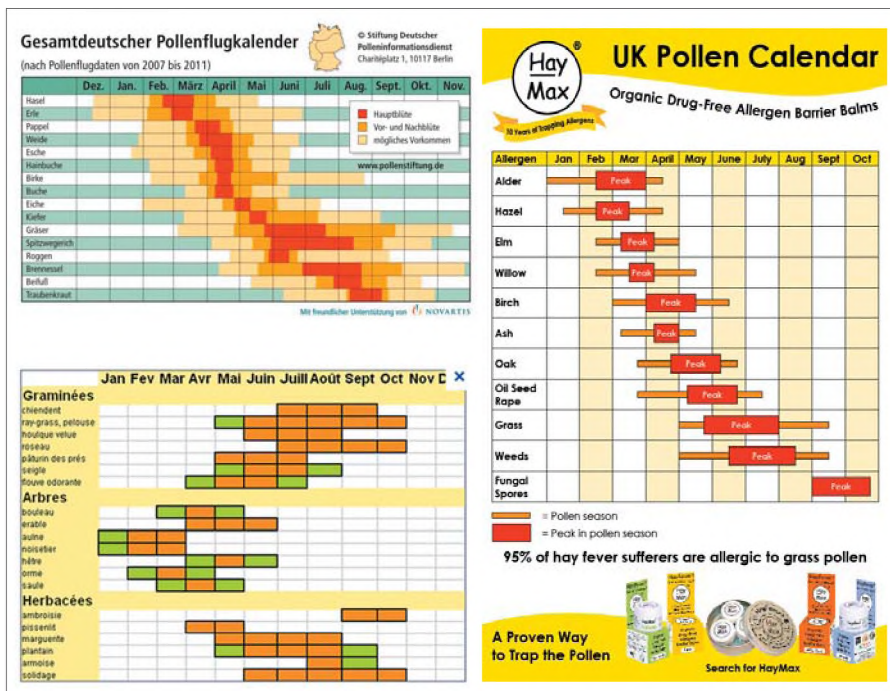 Gesamtdeutscher Pollenflugkalender
(nach Pollenflugdaten von 2007 bis 2011)
© Stiftung Deutscher
Polleninformationsdienst
Charitéplatz 1, 10117 Berlin
Dez. Jan. Feb. März April Mai Juni Juli Aug. Sept. Okt. Nov.
Hasel
Erle
Pappel
Weide
Esche
Hainbuche
Birke
Buche
Eiche
Kiefer
Gräser
Spitzwegerich
Roggen
Brennessel
Beifuß
Traubenkraut
Hauptblüte
Vor- und Nachblüte
mögliches Vorkommen
www.pollenstiftung.de
Mit freundlicher Unterstützung von NOVARTIS
Jan Fev Mar Avr Mai Juin Juill Août Sept Oct Nov D X
Graminées
chiendent
ray-grass, pelouse
houlque velue
roseau
pâturin des prés
seigle
flouve odorante
Arbres
bouleau
erable
aulne
noisetier
hêtre
orme
saule
Herbacées
ambroisie
pissenlit
marguerite
plantain
armoise
solidage
Hay
Max
®
10 Years of Trapping Allergens
UK Pollen Calendar
Organic Drug-Free Allergen Barrier Balms
Allergen Jan Feb Mar April May June July Aug Sept Oct
Alder Peak
Hazel Peak
Elm Peak
Willow Peak
Birch Peak
Ash Peak
Oak Peak
Oil Seed
Rape Peak
Grass Peak
Weeds Peak
Fungal
Spores Peak
= Pollen season
= Peak in pollen season
95% of hay fever sufferers are allergic to grass pollen
A Proven Way
to Trap the Pollen
Hay
Max
Search for HayMax